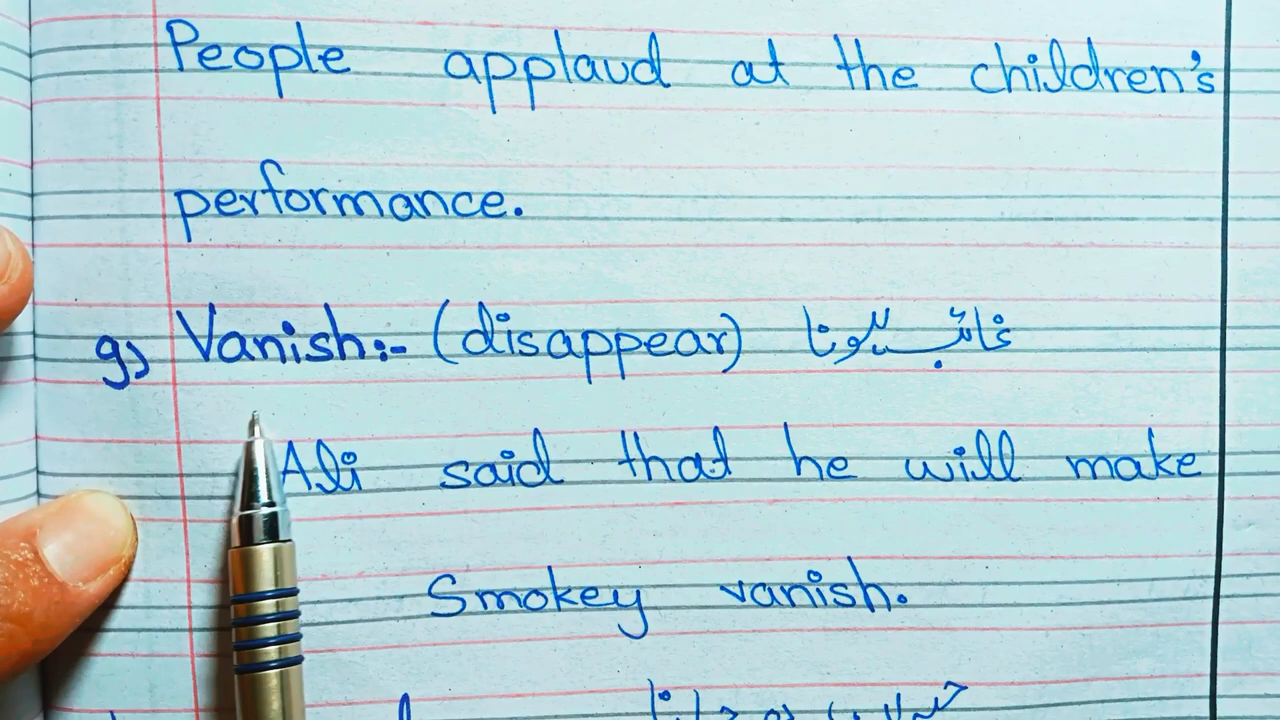 People applaud at the children's
performance.
g) Vanish:- (disappear) غائب ہونا
Ali said that he will make
Smokey vanish.